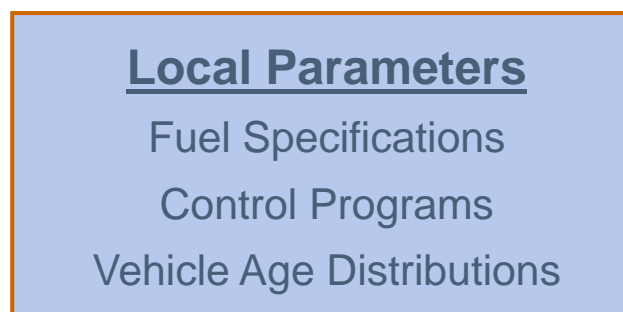 Local Parameters
Fuel Specifications
Control Programs
Vehicle Age Distributions